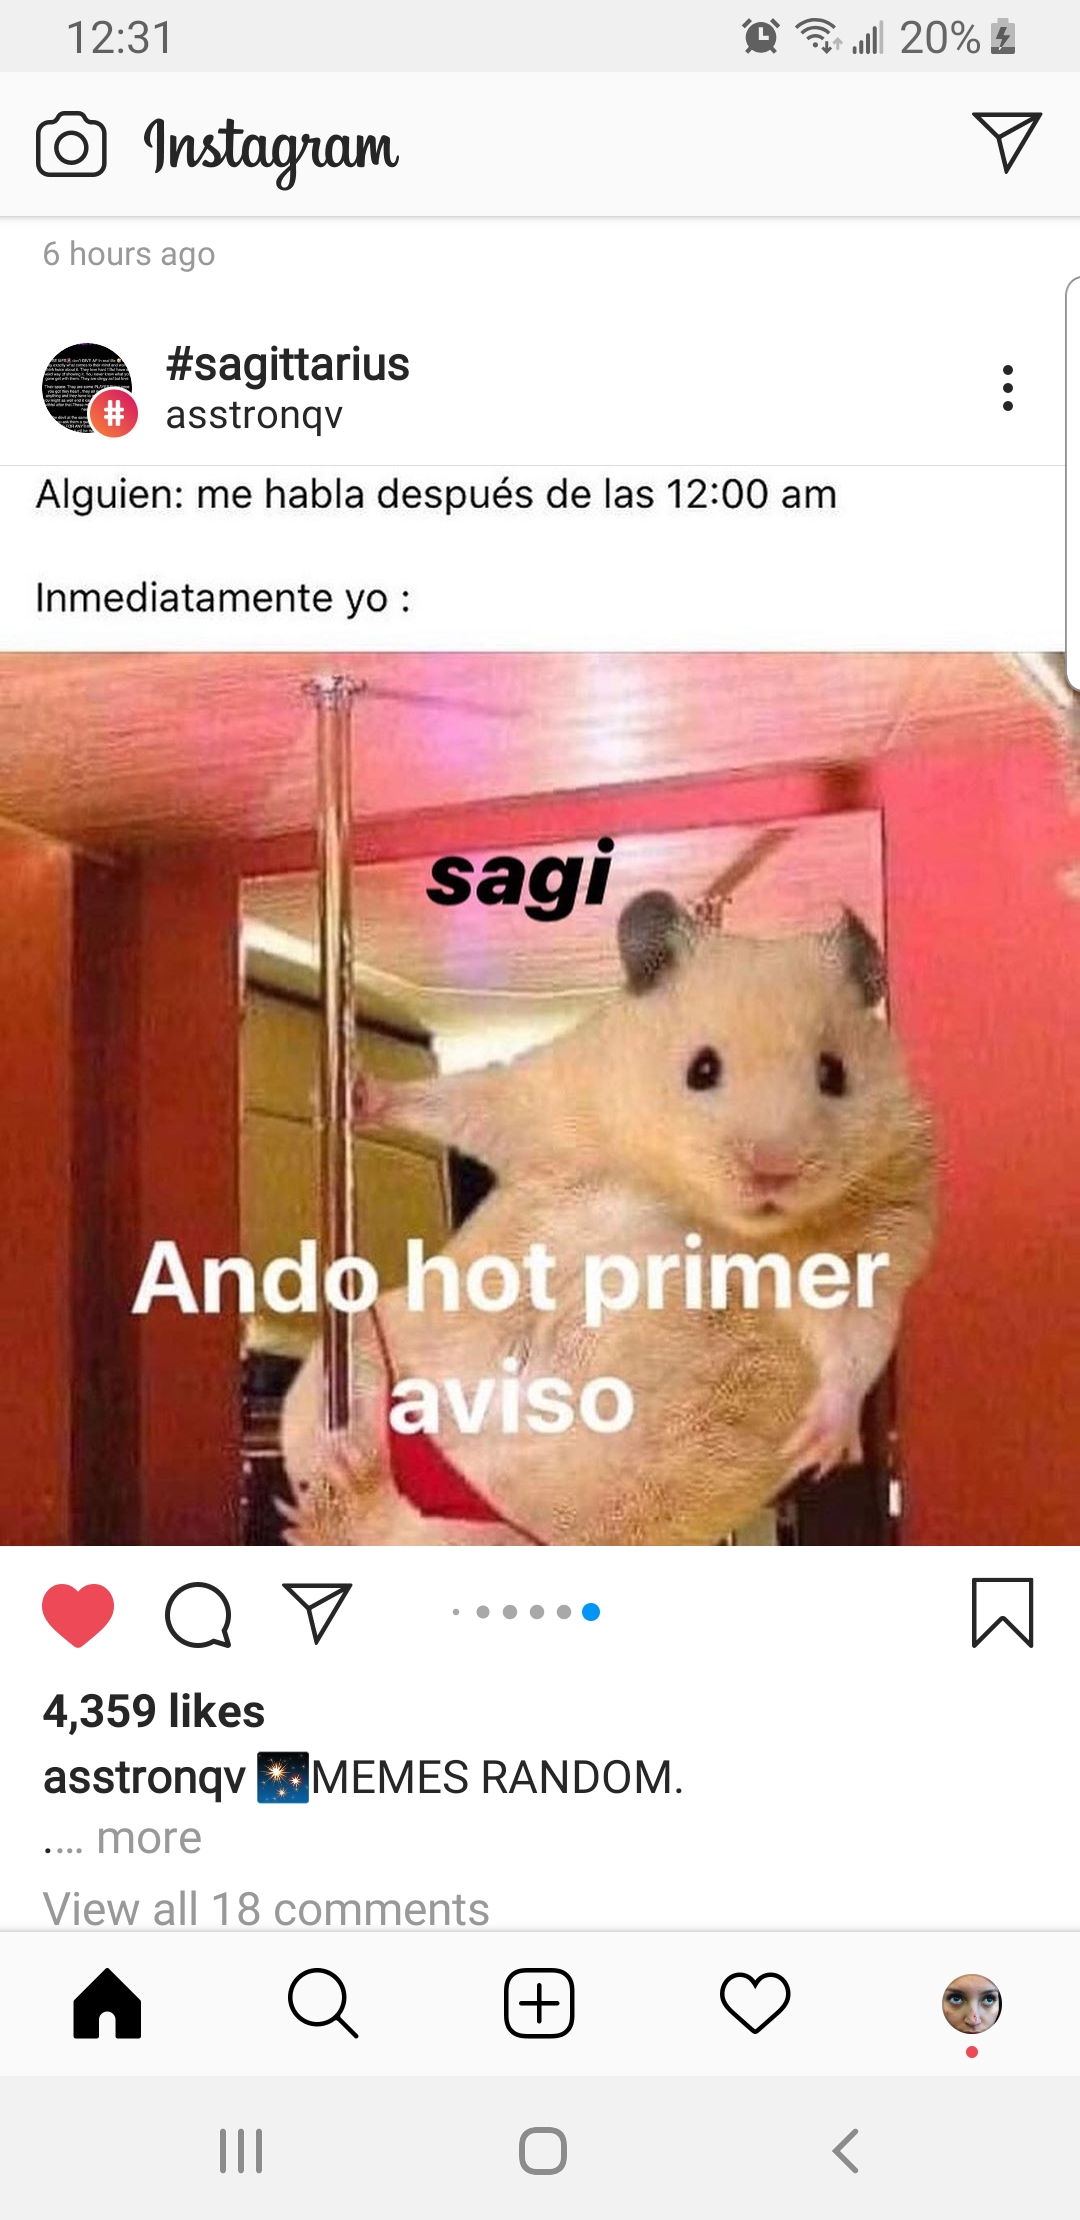 12:31
20%
Instagram
6 hours ago
#sagittarius
asstronqv
Alguien: me habla después de las 12:00 am
Inmediatamente yo :
sagi
Ando hot primer
aviso
4,359 likes
asstronqv 🎇MEMES RANDOM.
.... more
View all 18 comments